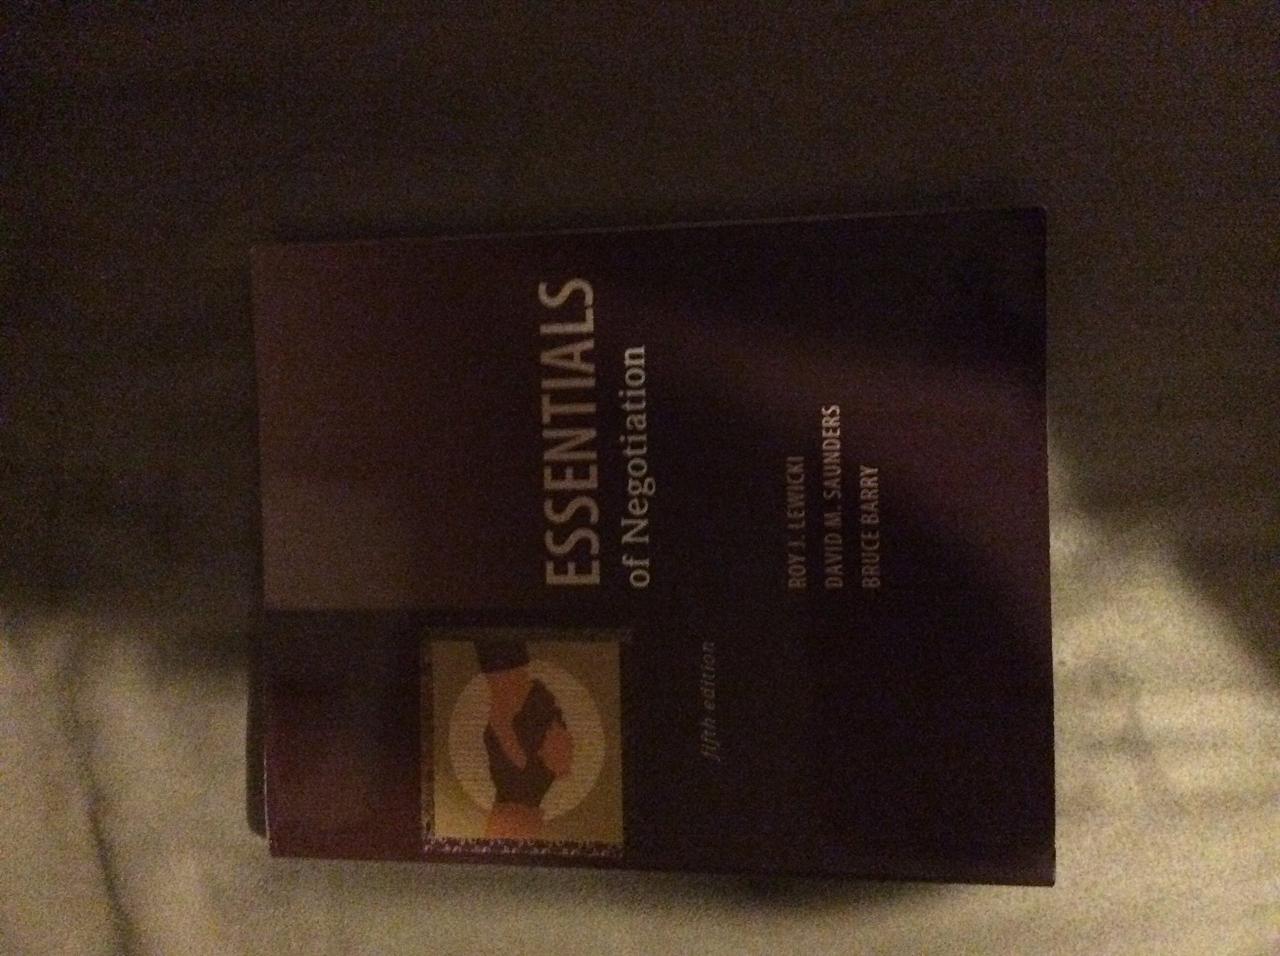 ESSENTIALS
of Negotiation
fifth edition
ROY J. LEWICKI
DAVID M. SAUNDERS
BRUCE BARRY